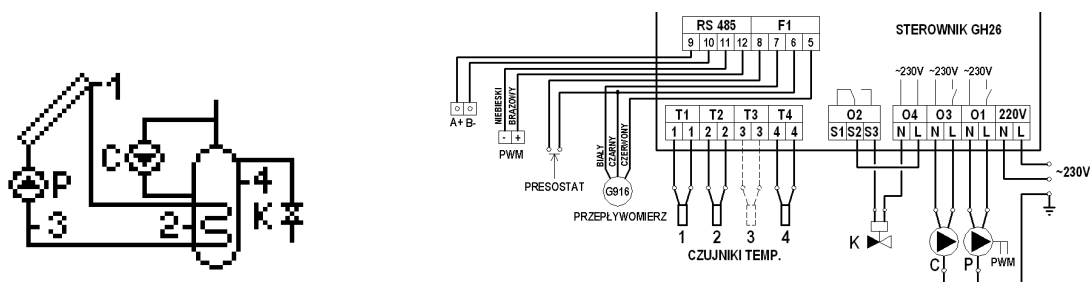 1
C
P
4
3
2
K
RS 485 F1
9 10 11 12 8 7 6 5
STEROWNIK GH26
~230V ~230V ~230V
A+ B-
NIEBIESKI
BRAZOWY
- +
PWM
BIAŁY
CZARNY
CZERWONY
PRESOSTAT
G916
PRZEPŁYWOMIERZ
T1 T2 T3 T4
1 1 2 2 3 3 4 4
O2 O4 O3 O1 220V
S1 S2 S3 N L N L N L N L
~230V
1 2 3 4
CZUJNIKI TEMP.
K
C
P
PWM